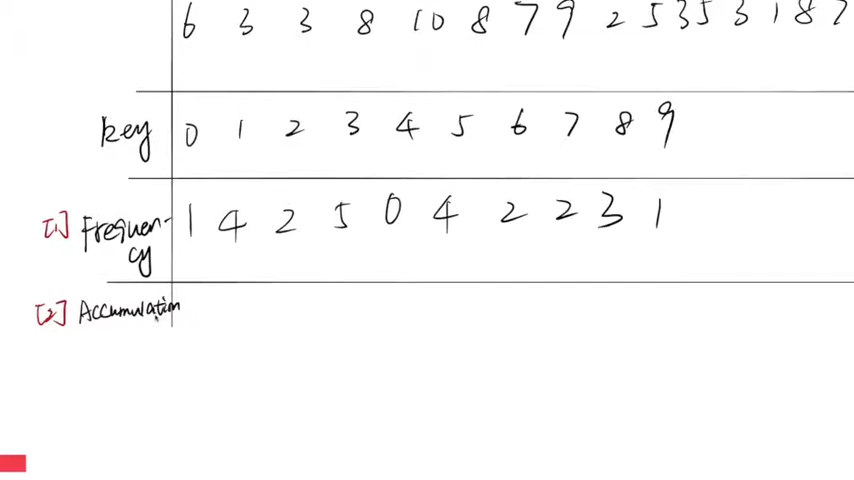 6 3 3 8 10 8 7 9 2 5 3 5 3 1 8 7
key 0 1 2 3 4 5 6 7 8 9
[1] Frequen- 1 4 2 5 0 4 2 2 3 1
cy
[2] Accumulation